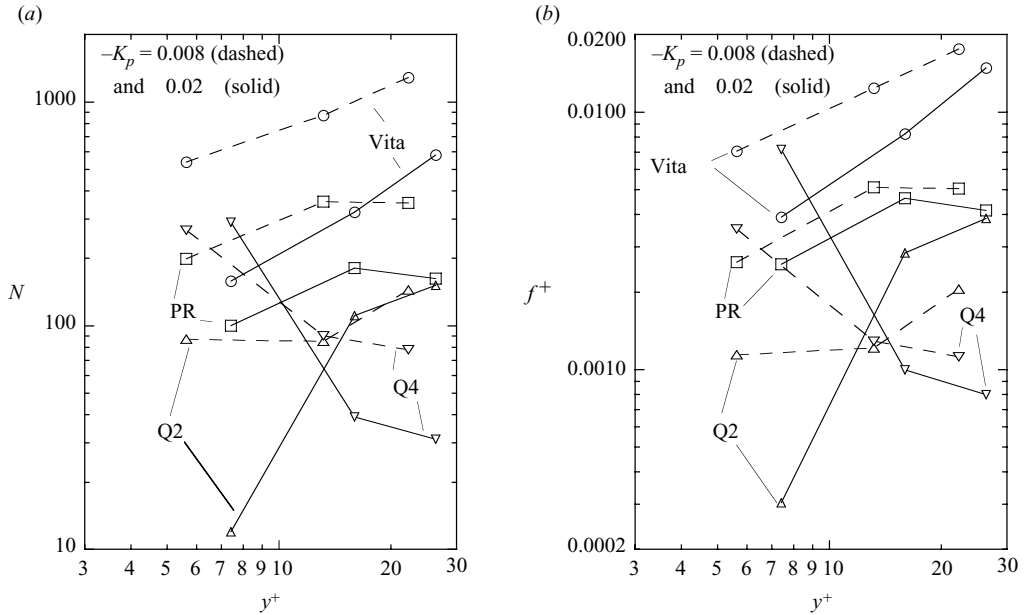 (a)
–Kp = 0.008 (dashed)
and 0.02 (solid)
1000
100
10
N
Vita
PR
Q2
Q4
3 4 5 6 7 8 9 10 20 30
y+
(b)
–Kp = 0.008 (dashed)
and 0.02 (solid)
0.0200
0.0100
0.0010
0.0002
f+
Vita
PR
Q4
Q2
3 4 5 6 7 8 9 10 20 30
y+